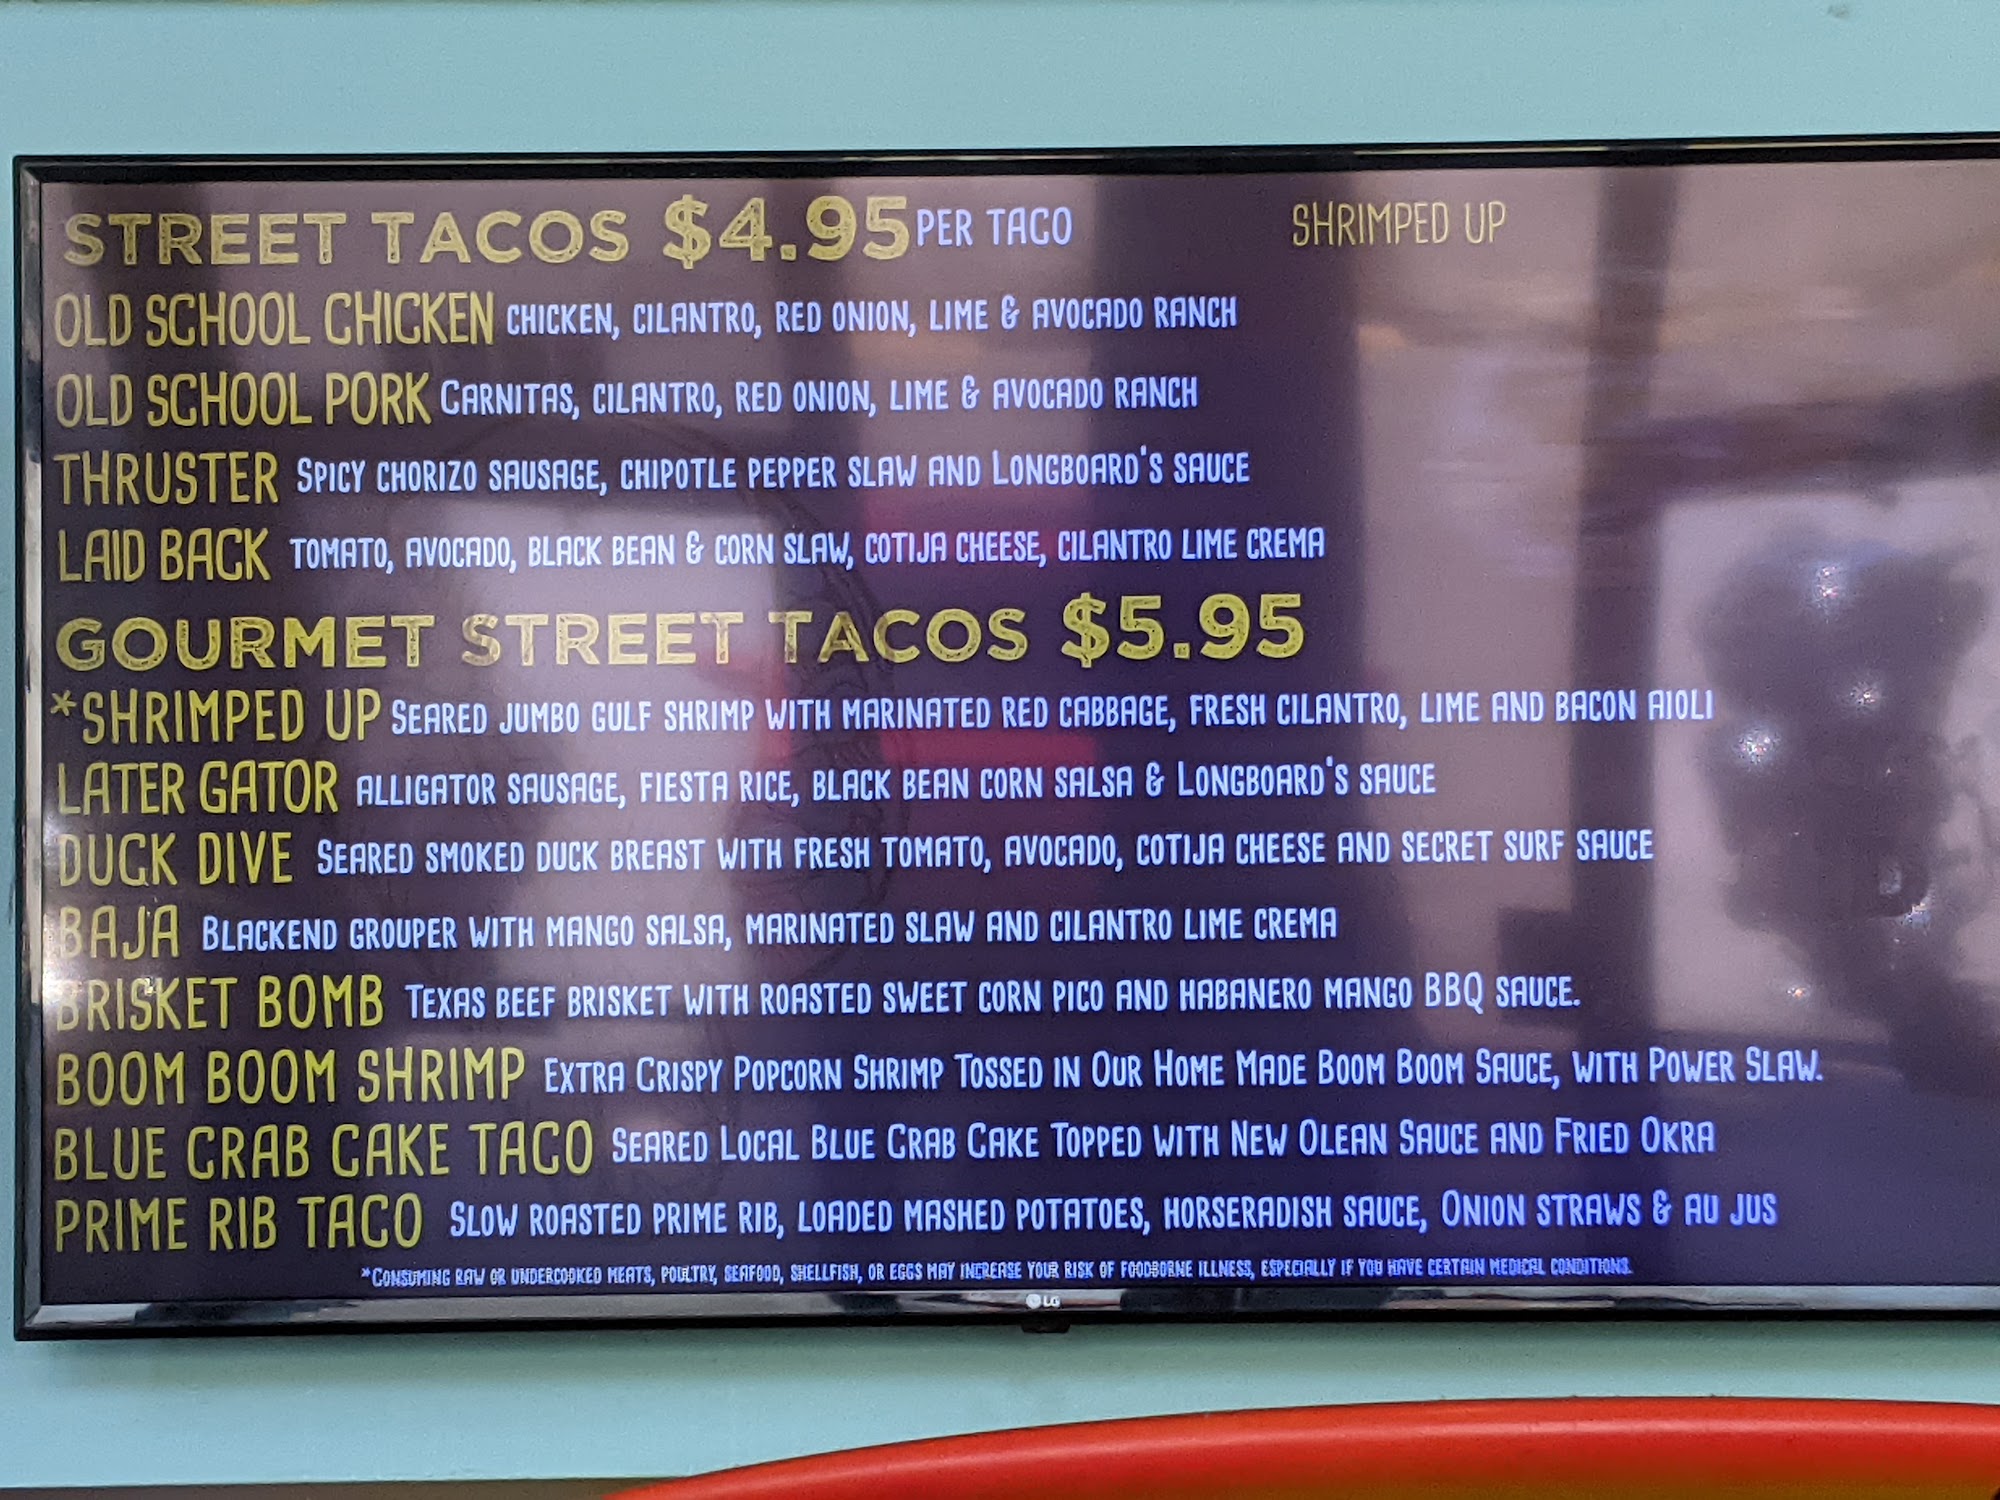 STREET TACOS $4.95 PER TACO SHRIMPED UP
OLD SCHOOL CHICKEN CHICKEN, CILANTRO, RED ONION, LIME & AVOCADO RANCH
OLD SCHOOL PORK CARNITAS, CILANTRO, RED ONION, LIME & AVOCADO RANCH
THRUSTER SPICY CHORIZO SAUSAGE, CHIPOTLE PEPPER SLAW AND LONGBOARD'S SAUCE
LAID BACK TOMATO, AVOCADO, BLACK BEAN & CORN SLAW, COTIJA CHEESE, CILANTRO LIME CREMA
GOURMET STREET TACOS $5.95
*SHRIMPED UP SEARED JUMBO GULF SHRIMP WITH MARINATED RED CABBAGE, FRESH CILANTRO, LIME AND BACON AIOLI
LATER GATOR ALLIGATOR SAUSAGE, FIESTA RICE, BLACK BEAN CORN SALSA & LONGBOARD'S SAUCE
DUCK DIVE SEARED SMOKED DUCK BREAST WITH FRESH TOMATO, AVOCADO, COTIJA CHEESE AND SECRET SURF SAUCE
BAJA BLACKEND GROUPER WITH MANGO SALSA, MARINATED SLAW AND CILANTRO LIME CREMA
BRISKET BOMB TEXAS BEEF BRISKET WITH ROASTED SWEET CORN PICO AND HABANERO MANGO BBQ SAUCE.
BOOM BOOM SHRIMP EXTRA CRISPY POPCORN SHRIMP TOSSED IN OUR HOME MADE BOOM BOOM SAUCE, WITH POWER SLAW.
BLUE CRAB CAKE TACO SEARED LOCAL BLUE CRAB CAKE TOPPED WITH NEW OLEAN SAUCE AND FRIED OKRA
PRIME RIB TACO SLOW ROASTED PRIME RIB, LOADED MASHED POTATOES, HORSERADISH SAUCE, ONION STRAWS & AU JUS
*CONSUMING RAW OR UNDERCOOKED MEATS, POULTRY, SEAFOOD, SHELLFISH, OR EGGS MAY INCREASE YOUR RISK OF FOODBORNE ILLNESS, ESPECIALLY IF YOU HAVE CERTAIN MEDICAL CONDITIONS.
LG